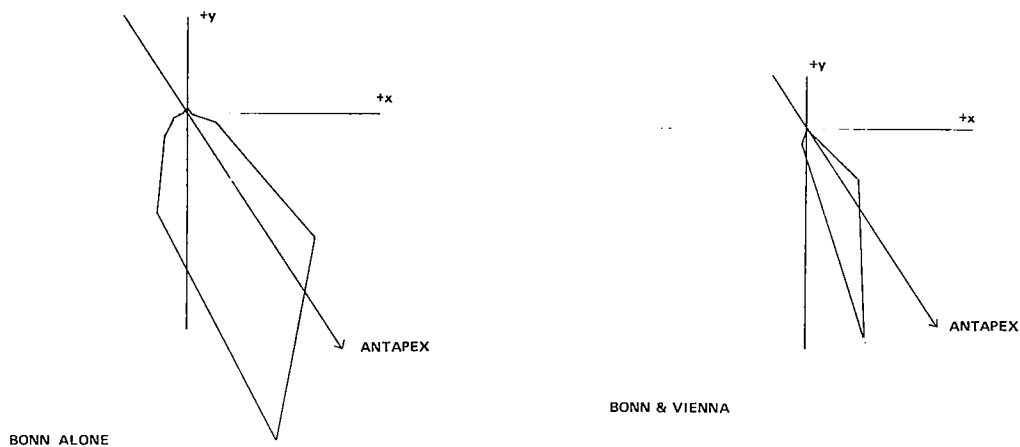 +y
+x
ANTAPEX
BONN ALONE
+y
+x
ANTAPEX
BONN & VIENNA